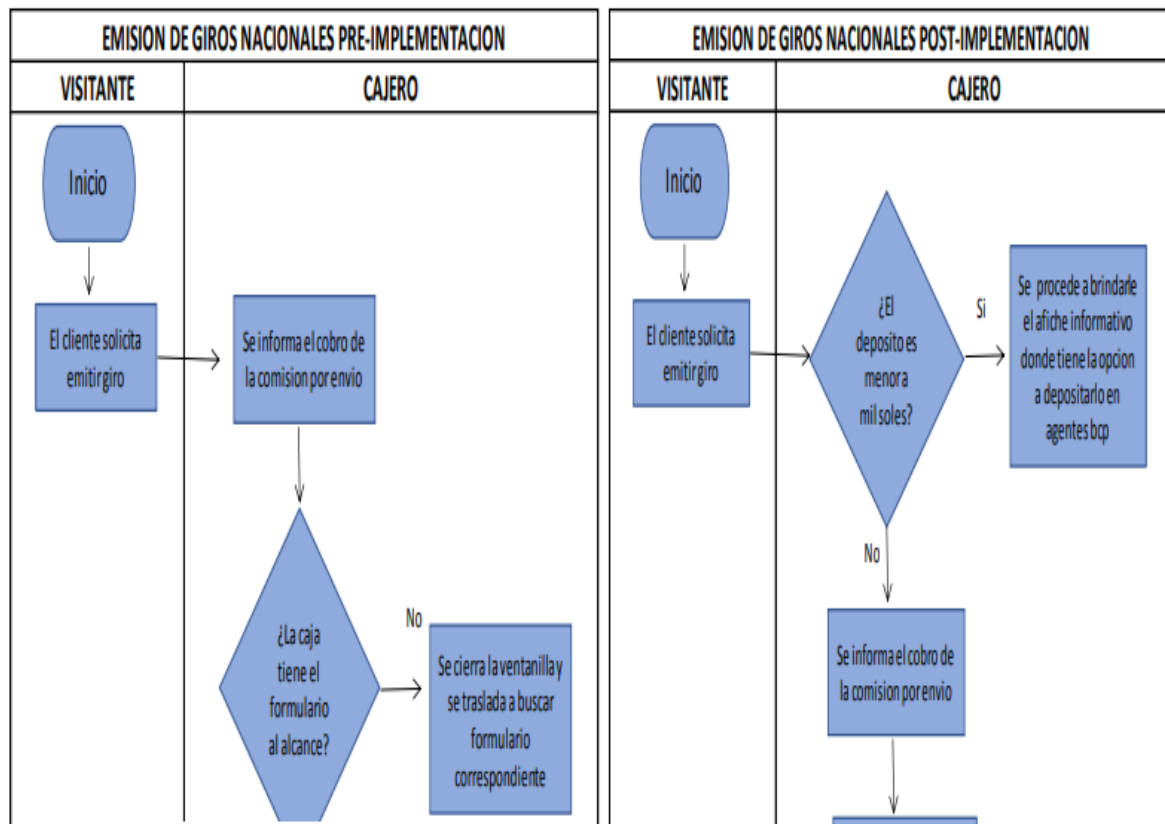 EMISION DE GIROS NACIONALES PRE-IMPLEMENTACION
VISITANTE
CAJERO
Inicio
El cliente solicita
emitir giro
Se informa el cobro de
la comision por envio
¿La caja
tiene el
formulario
al alcance?
No
Se cierra la ventanilla y
se traslada a buscar
formulario
correspondiente
EMISION DE GIROS NACIONALES POST-IMPLEMENTACION
VISITANTE
CAJERO
Inicio
El cliente solicita
emitir giro
¿El
deposito es
menor a
mil soles?
Si
Se procede a brindarle
el afiche informativo
donde tiene la opcion
a depositarlo en
agentes bcp
No
Se informa el cobro de
la comision por envio